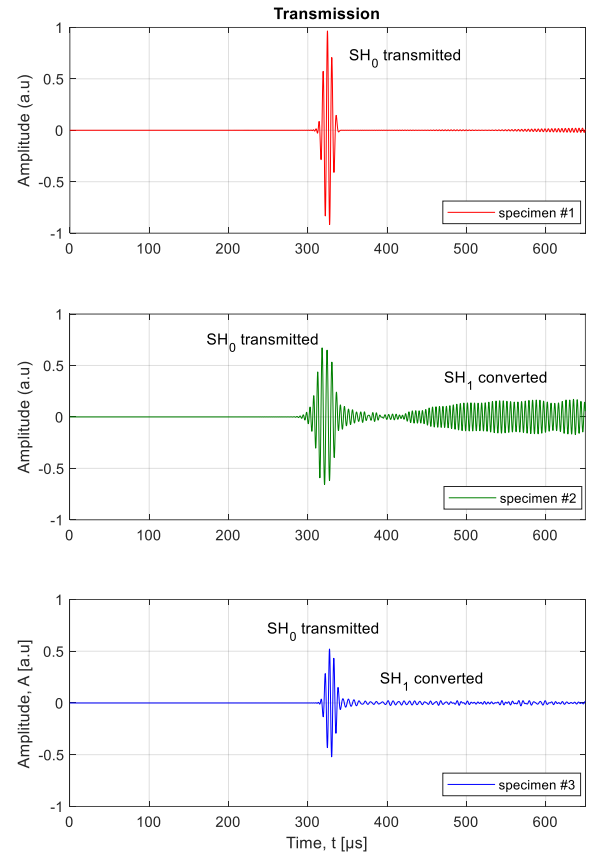 Transmission
Amplitude (a.u)
1
0.5
0
-0.5
-1
SH0 transmitted
specimen #1
0 100 200 300 400 500 600
Amplitude (a.u)
1
0.5
0
-0.5
-1
SH0 transmitted
SH1 converted
specimen #2
0 100 200 300 400 500 600
Amplitude, A [a.u]
1
0.5
0
-0.5
-1
SH0 transmitted
SH1 converted
specimen #3
0 100 200 300 400 500 600
Time, t [µs]